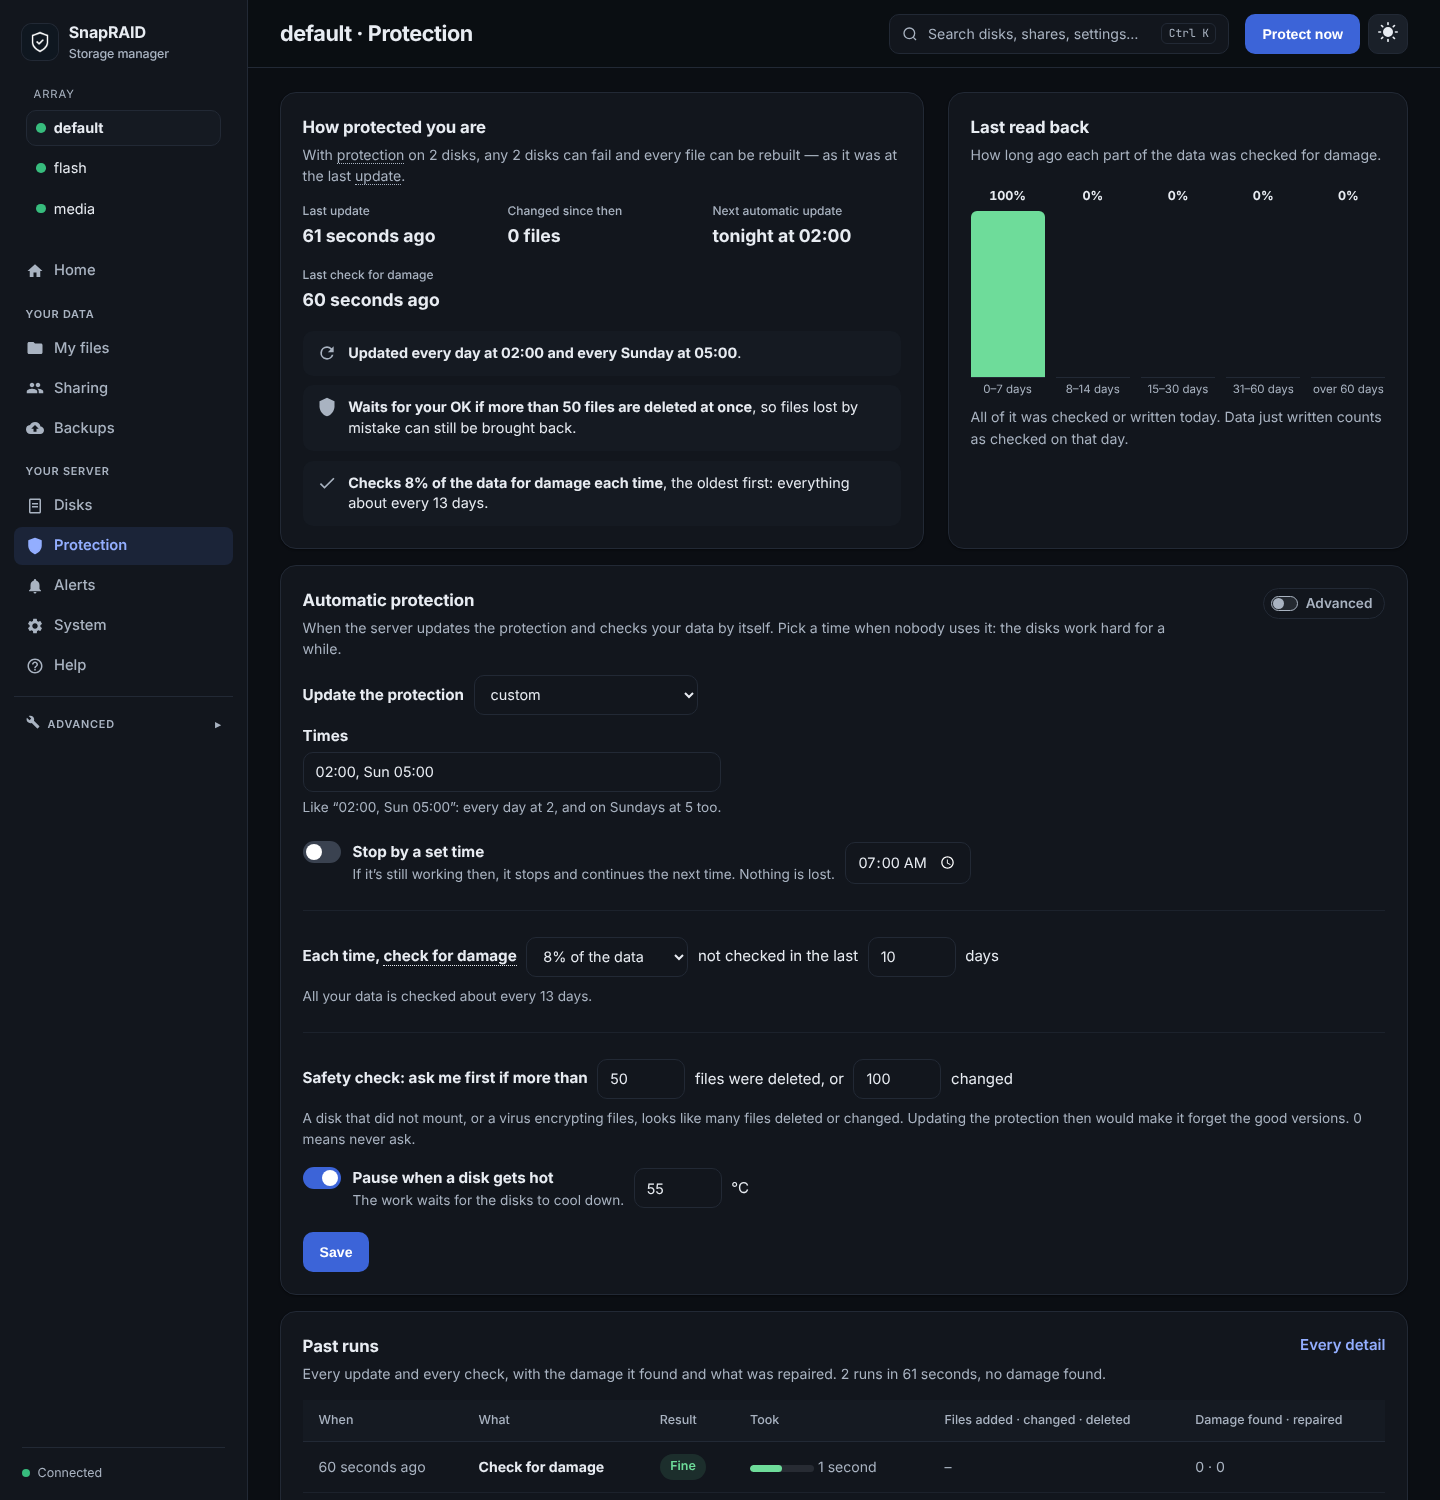 SnapRAID
Storage manager
ARRAY
default
flash
media
Home
YOUR DATA
My files
Sharing
Backups
YOUR SERVER
Disks
Protection
Alerts
System
Help
ADVANCED
Connected
default · Protection
Search disks, shares, settings...
Ctrl K
Protect now
How protected you are
With protection on 2 disks, any 2 disks can fail and every file can be rebuilt — as it was at
the last update.
Last update
61 seconds ago
Changed since then
0 files
Next automatic update
tonight at 02:00
Last check for damage
60 seconds ago
Updated every day at 02:00 and every Sunday at 05:00.
Waits for your OK if more than 50 files are deleted at once, so files lost by
mistake can still be brought back.
Checks 8% of the data for damage each time, the oldest first: everything
about every 13 days.
Last read back
How long ago each part of the data was checked for damage.
100% 0% 0% 0% 0%
0–7 days 8–14 days 15–30 days 31–60 days over 60 days
All of it was checked or written today. Data just written counts
as checked on that day.
Automatic protection
Advanced
When the server updates the protection and checks your data by itself. Pick a time when nobody uses it: the disks work hard for a
while.
Update the protection custom
Times
02:00, Sun 05:00
Like “02:00, Sun 05:00”: every day at 2, and on Sundays at 5 too.
Stop by a set time
If it’s still working then, it stops and continues the next time. Nothing is lost.
07:00 AM
Each time, check for damage 8% of the data not checked in the last 10 days
All your data is checked about every 13 days.
Safety check: ask me first if more than 50 files were deleted, or 100 changed
A disk that did not mount, or a virus encrypting files, looks like many files deleted or changed. Updating the protection then would make it forget the good versions. 0
means never ask.
Pause when a disk gets hot
The work waits for the disks to cool down.
55 °C
Save
Past runs
Every detail
Every update and every check, with the damage it found and what was repaired. 2 runs in 61 seconds, no damage found.
When What Result Took Files added · changed · deleted Damage found · repaired
60 seconds ago Check for damage Fine 1 second – 0 · 0